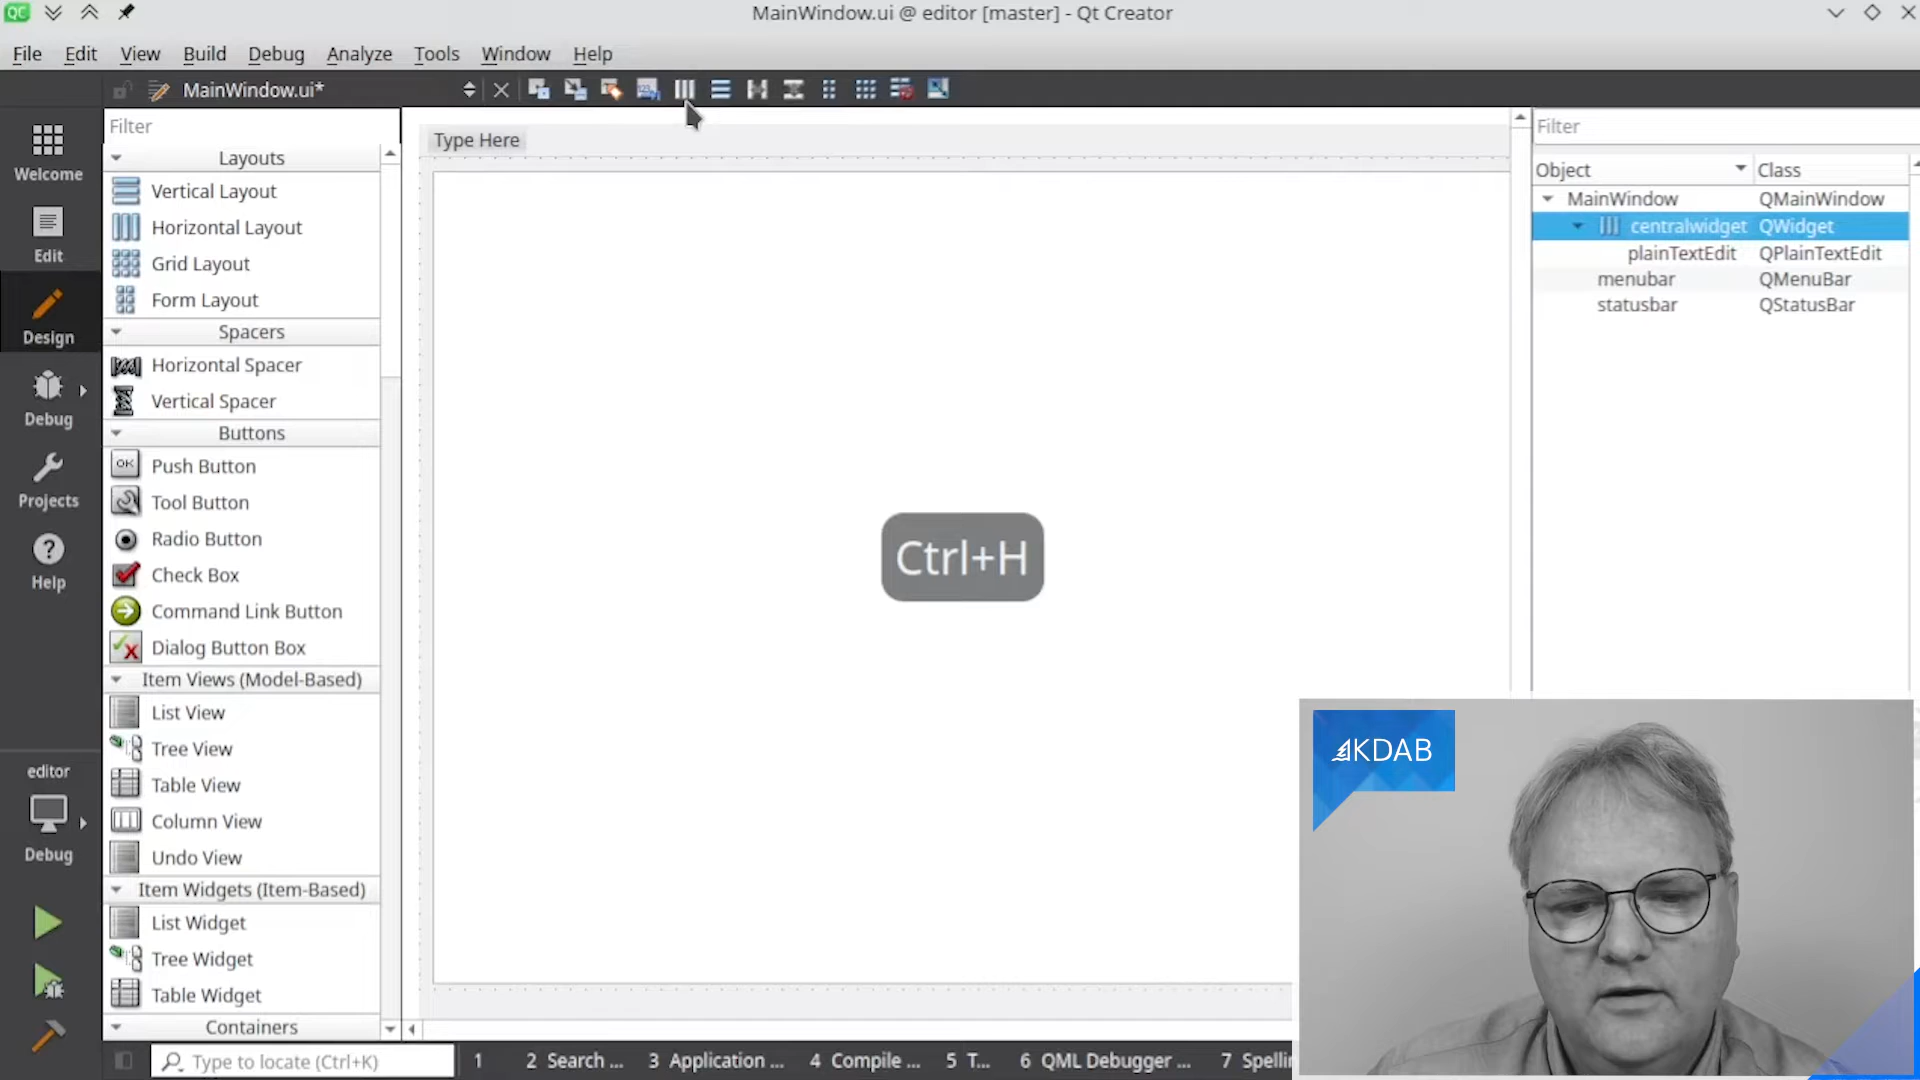 QC
MainWindow.ui @ editor [master] - Qt Creator
File Edit View Build Debug Analyze Tools Window Help
MainWindow.ui*
Welcome
Edit
Design
Debug
Projects
Help
editor
Debug
Filter
Layouts
Vertical Layout
Horizontal Layout
Grid Layout
Form Layout
Spacers
Horizontal Spacer
Vertical Spacer
Buttons
OK
Push Button
Tool Button
Radio Button
Check Box
Command Link Button
Dialog Button Box
Item Views (Model-Based)
List View
Tree View
Table View
Column View
Undo View
Item Widgets (Item-Based)
List Widget
Tree Widget
Table Widget
Containers
Type Here
Ctrl+H
Filter
Object Class
MainWindow QMainWindow
centralwidget QWidget
plainTextEdit QPlainTextEdit
menubar QMenuBar
statusbar QStatusBar
KDAB
Type to locate (Ctrl+K) 1 2 Search ... 3 Application ... 4 Compile ... 5 T... 6 QML Debugger ... 7 Spelli